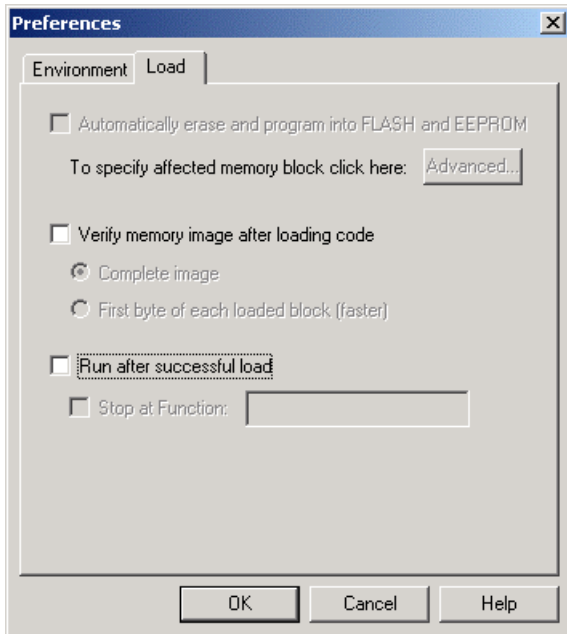 Preferences
Environment Load
Automatically erase and program into FLASH and EEPROM
To specify affected memory block click here: Advanced...
Verify memory image after loading code
Complete image
First byte of each loaded block (faster)
Run after successful load
Stop at Function:
OK Cancel Help